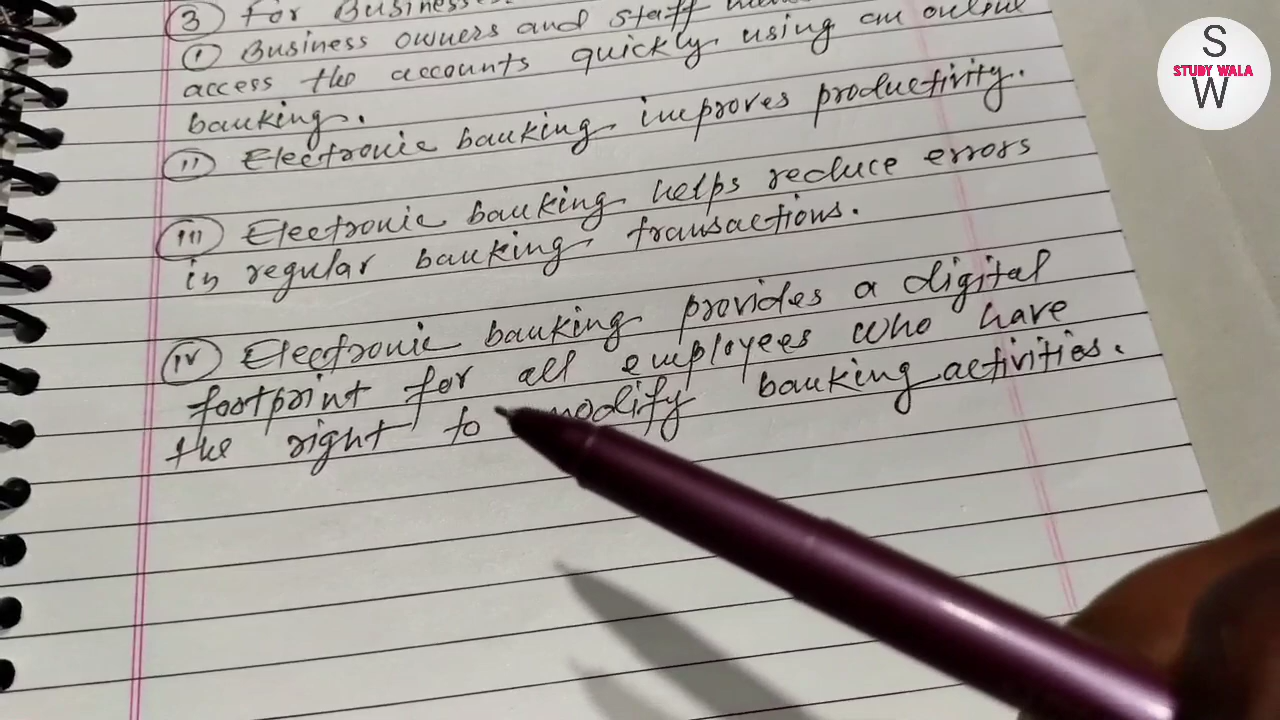 ③ For Business
① Business owners and staff
access the accounts quickly using an online
banking.
(ii) Electronic banking improves productivity.
(iii) Electronic banking helps reduce errors
in regular banking transactions.
(iv) Electronic banking provides a digital
footprint for all employees who have
the right to modify banking activities.
S
STUDY WALA
W